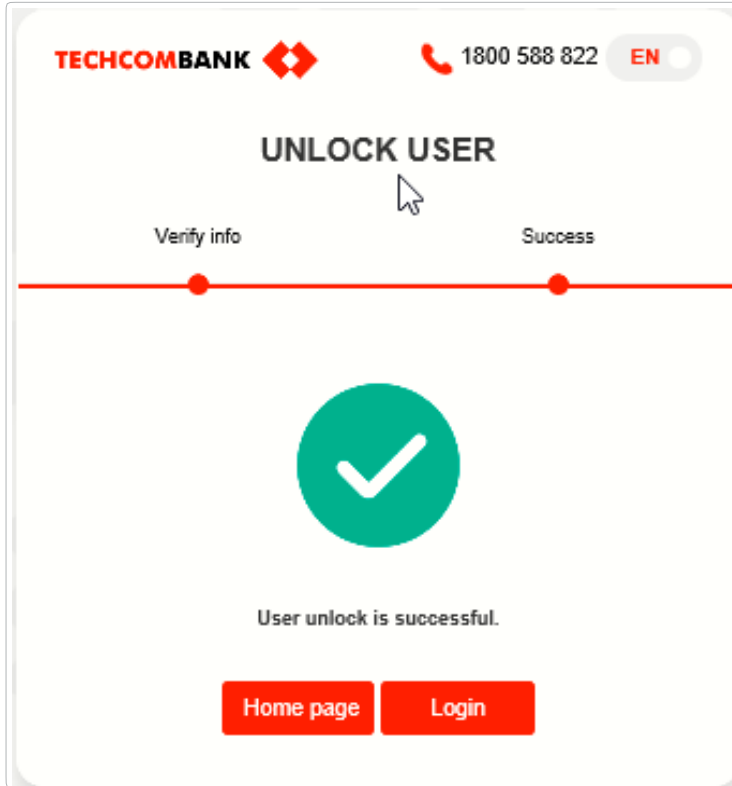 TECHCOMBANK 1800 588 822 EN
UNLOCK USER
Verify info Success
User unlock is successful.
Home page Login